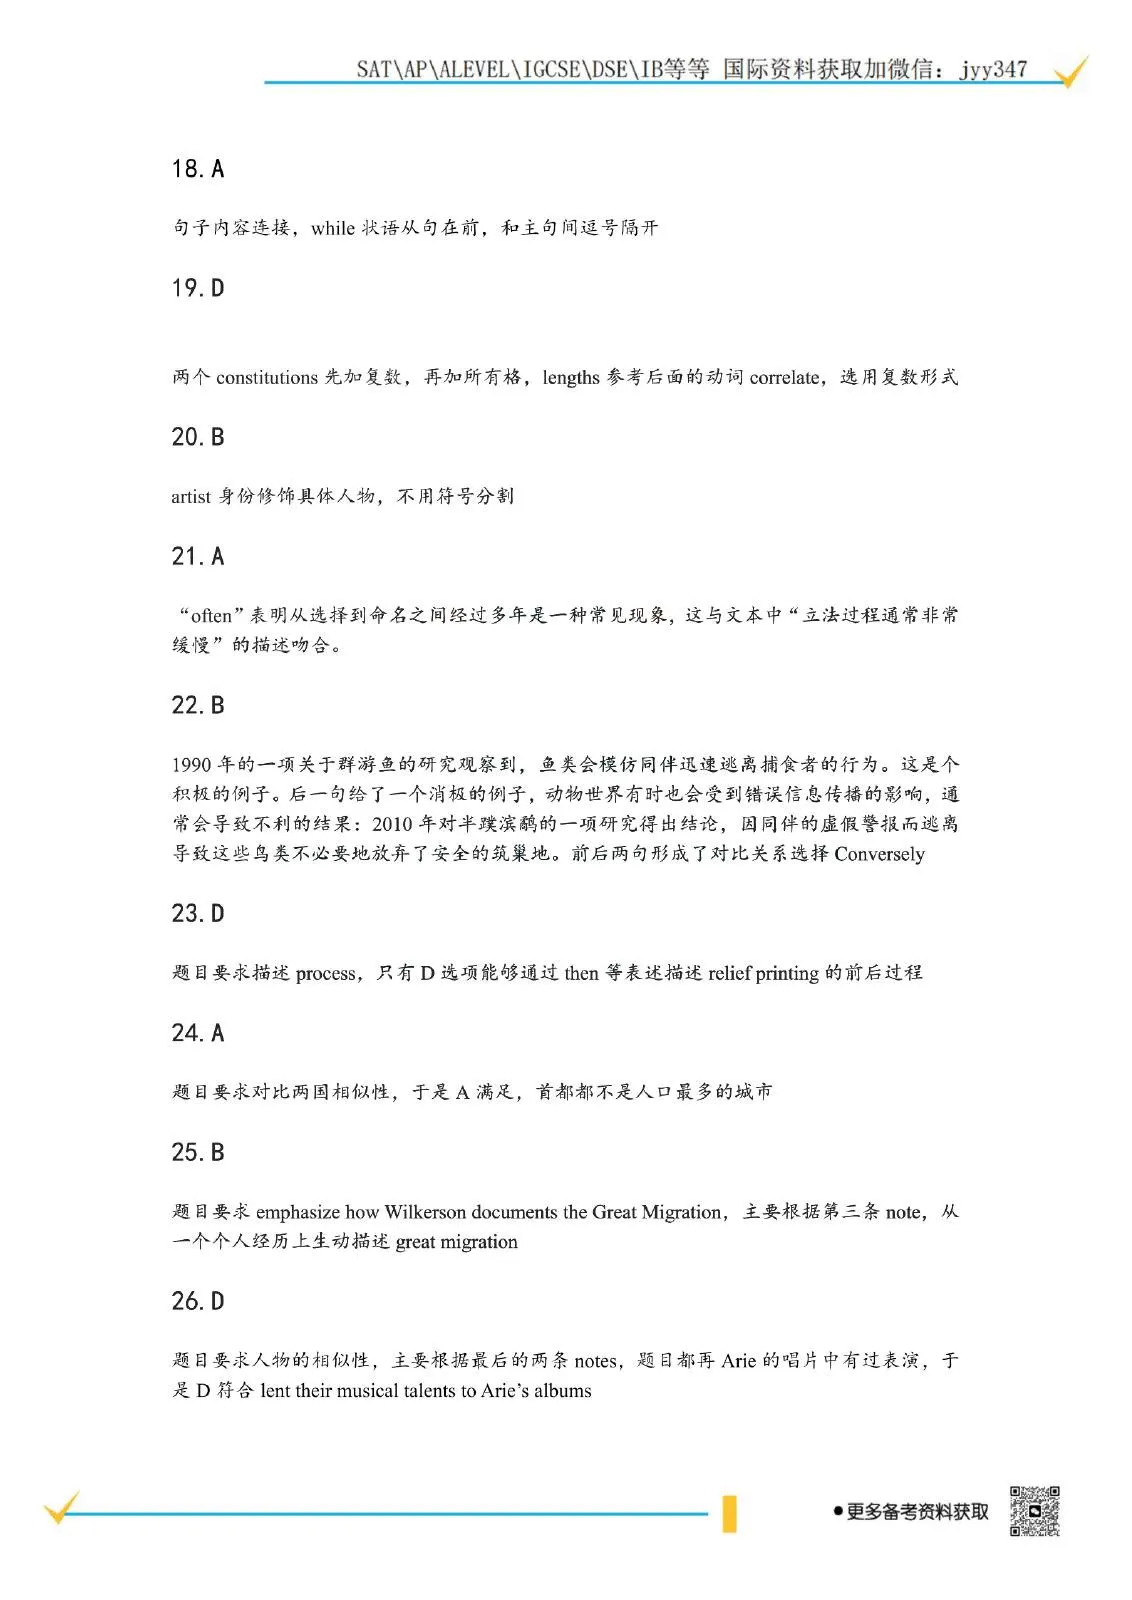 SAT\AP\ALEVEL\IGCSE\DSE\IB等等 国际资料获取加微信：jyy347
18. A
句子内容连接，while 状语从句在前，和主句间逗号隔开
19. D
两个 constitutions 先加复数，再加所有格，lengths 参考后面的动词 correlate，选用复数形式
20. B
artist 身份修饰具体人物，不用符号分割
21. A
“often”表明从选择到命名之间经过多年是一种常见现象，这与文本中“立法过程通常非常
缓慢”的描述吻合。
22. B
1990 年的一项关于群游鱼的研究观察到，鱼类会模仿同伴迅速逃离捕食者的行为。这是个
积极的例子。后一句给了一个消极的例子，动物世界有时也会受到错误信息传播的影响，通
常会导致不利的结果：2010 年对半蹼滨鹬的一项研究得出结论，因同伴的虚假警报而逃离
导致这些鸟类不必要地放弃了安全的筑巢地。前后两句形成了对比关系选择 Conversely
23. D
题目要求描述 process，只有 D 选项能够通过 then 等表述描述 relief printing 的前后过程
24. A
题目要求对比两国相似性，于是 A 满足，首都都不是人口最多的城市
25. B
题目要求 emphasize how Wilkerson documents the Great Migration，主要根据第三条 note，从
一个个人经历上生动描述 great migration
26. D
题目要求人物的相似性，主要根据最后的两条 notes，题目都再 Arie 的唱片中有过表演，于
是 D 符合 lent their musical talents to Arie’s albums
●更多备考资料获取